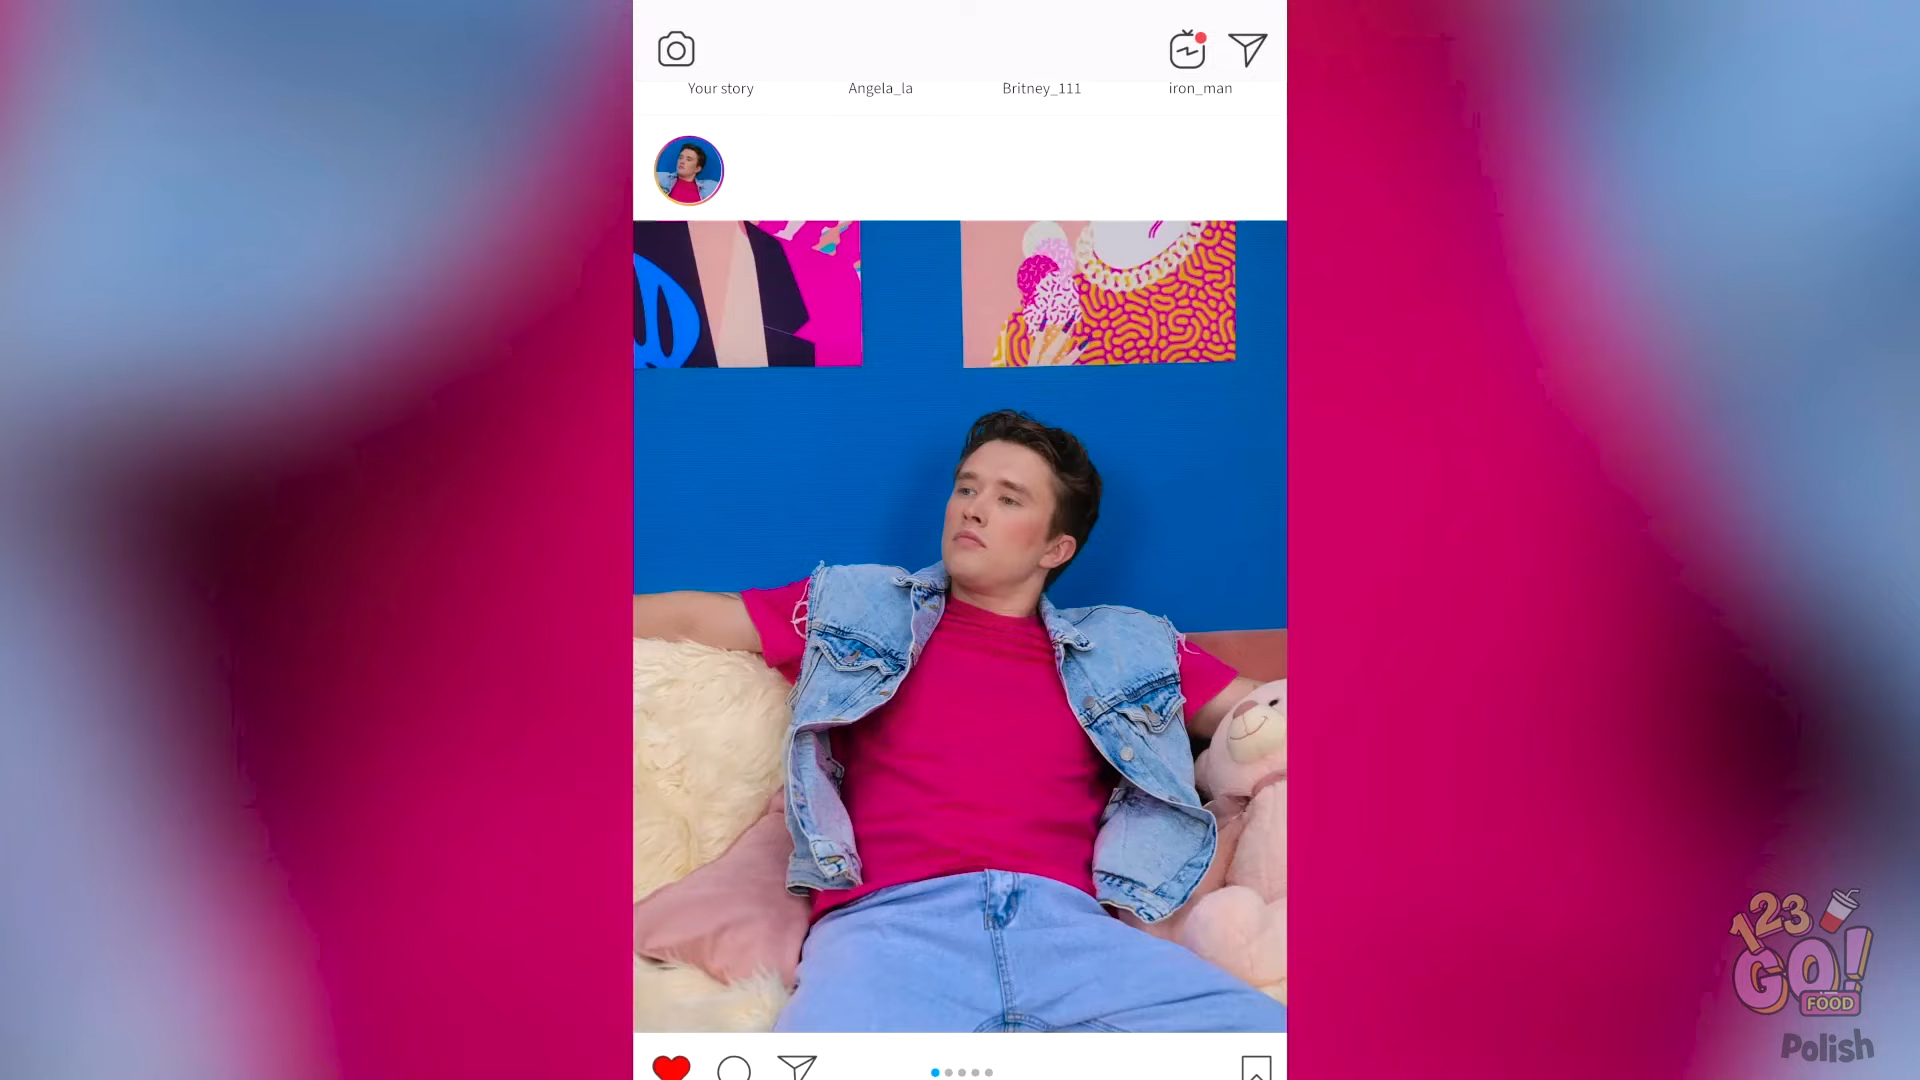 Your story
Angela_la
Britney_111
iron_man
123
GO!
FOOD
Polish